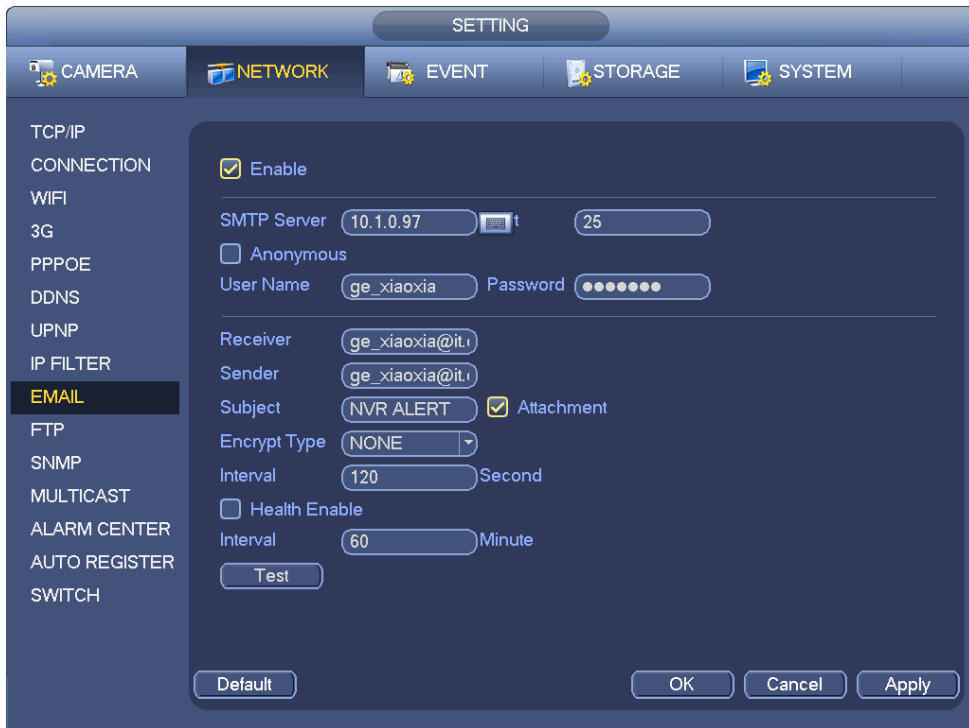 SETTING
CAMERA NETWORK EVENT STORAGE SYSTEM
TCP/IP
CONNECTION
WIFI
3G
PPPOE
DDNS
UPNP
IP FILTER
EMAIL
FTP
SNMP
MULTICAST
ALARM CENTER
AUTO REGISTER
SWITCH
Enable
SMTP Server 10.1.0.97 t 25
Anonymous
User Name ge_xiaoxia Password ●●●●●●●
Receiver ge_xiaoxia@it.
Sender ge_xiaoxia@it.
Subject NVR ALERT Attachment
Encrypt Type NONE
Interval 120 Second
Health Enable
Interval 60 Minute
Test
Default OK Cancel Apply